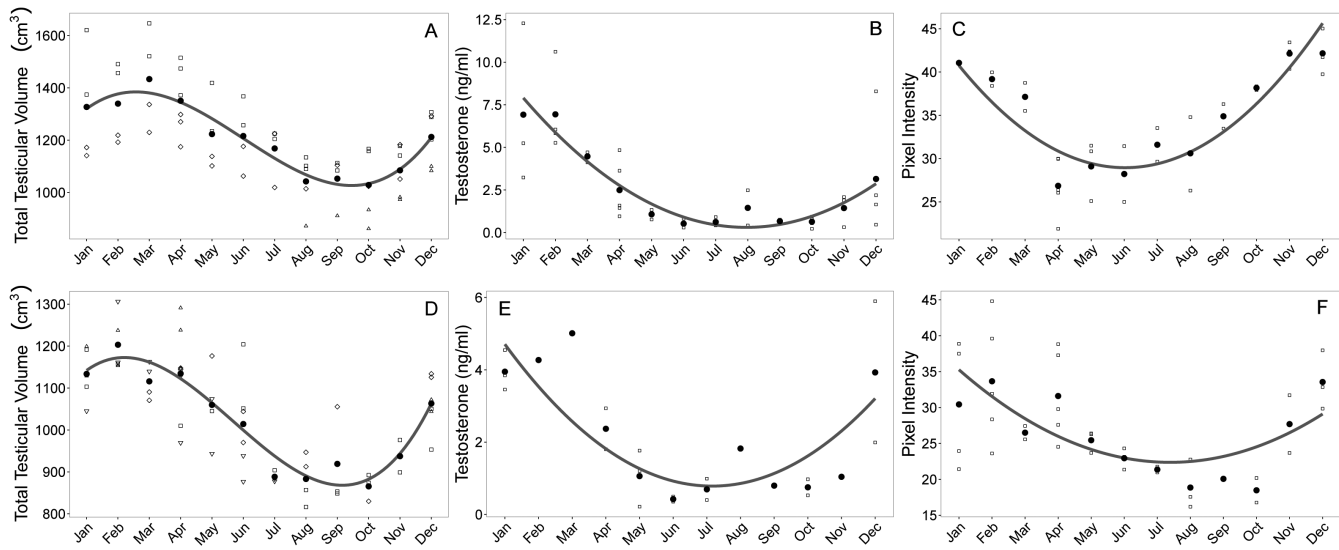 A
Total Testicular Volume (cm³)
1600
1400
1200
1000
Jan Feb Mar Apr May Jun Jul Aug Sep Oct Nov Dec
B
Testosterone (ng/ml)
12.5
10.0
7.5
5.0
2.5
0.0
Jan Feb Mar Apr May Jun Jul Aug Sep Oct Nov Dec
C
Pixel Intensity
45
40
35
30
25
Jan Feb Mar Apr May Jun Jul Aug Sep Oct Nov Dec
D
Total Testicular Volume (cm³)
1300
1200
1100
1000
900
800
Jan Feb Mar Apr May Jun Jul Aug Sep Oct Nov Dec
E
Testosterone (ng/ml)
6
4
2
0
Jan Feb Mar Apr May Jun Jul Aug Sep Oct Nov Dec
F
Pixel Intensity
45
40
35
30
25
20
15
Jan Feb Mar Apr May Jun Jul Aug Sep Oct Nov Dec